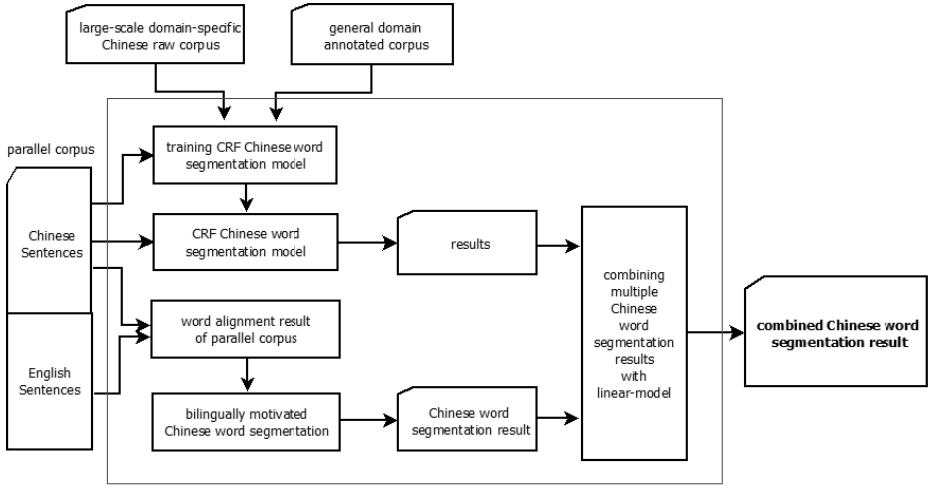 large-scale domain-specific
Chinese raw corpus
general domain
annotated corpus
parallel corpus
training CRF Chinese word
segmentation model
Chinese
Sentences
CRF Chinese word
segmentation model
results
combining
multiple
Chinese
word
segmentation
results
with
linear-model
combined Chinese word
segmentation result
word alignment result
of parallel corpus
English
Sentences
bilingually motivated
Chinese word segmentation
Chinese word
segmentation result